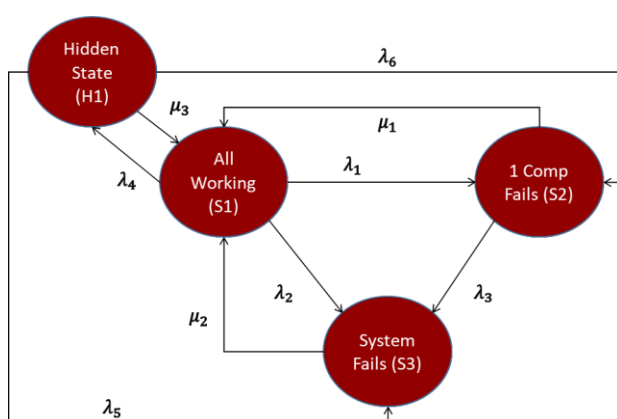 Hidden
State
(H1)
λ6
μ3
μ1
All
Working
(S1)
λ4
λ1
1 Comp
Fails (S2)
λ2
λ3
μ2
System
Fails (S3)
λ5